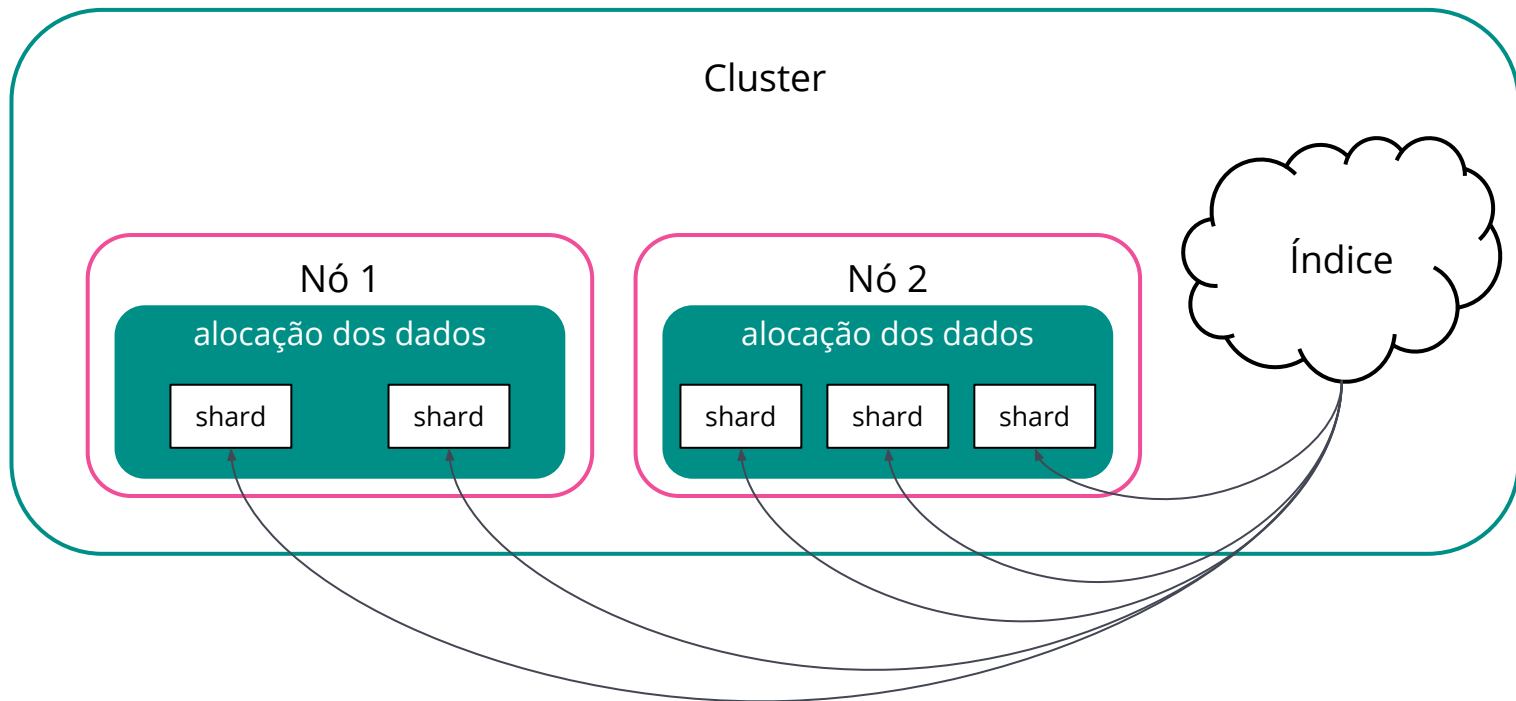 Cluster
Índice
Nó 1
Nó 2
alocação dos dados
alocação dos dados
shard
shard
shard
shard
shard